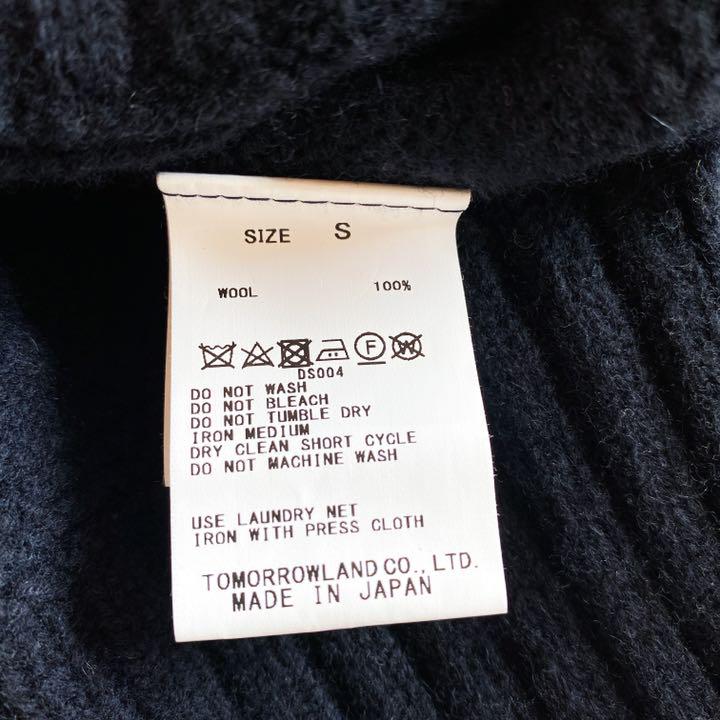 SIZE S
WOOL 100%
F W
DS004
DO NOT WASH
DO NOT BLEACH
DO NOT TUMBLE DRY
IRON MEDIUM
DRY CLEAN SHORT CYCLE
DO NOT MACHINE WASH
USE LAUNDRY NET
IRON WITH PRESS CLOTH
TOMORROWLAND CO., LTD.
MADE IN JAPAN